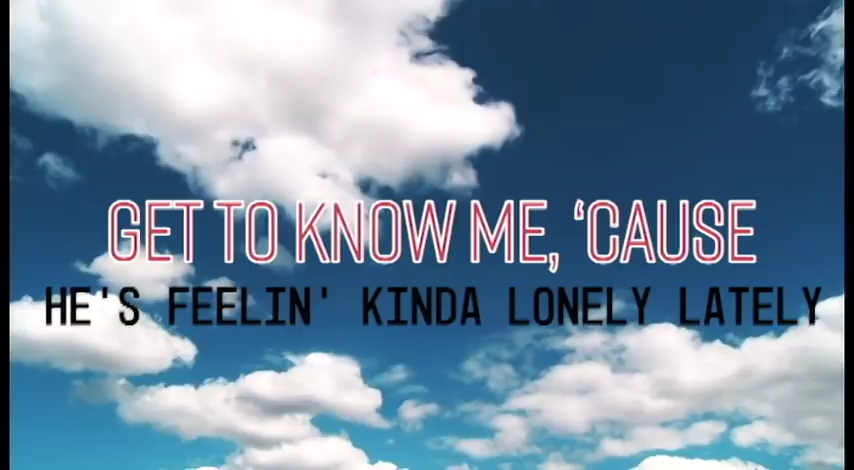 GET TO KNOW ME, ‘CAUSE
HE'S FEELIN' KINDA LONELY LATELY